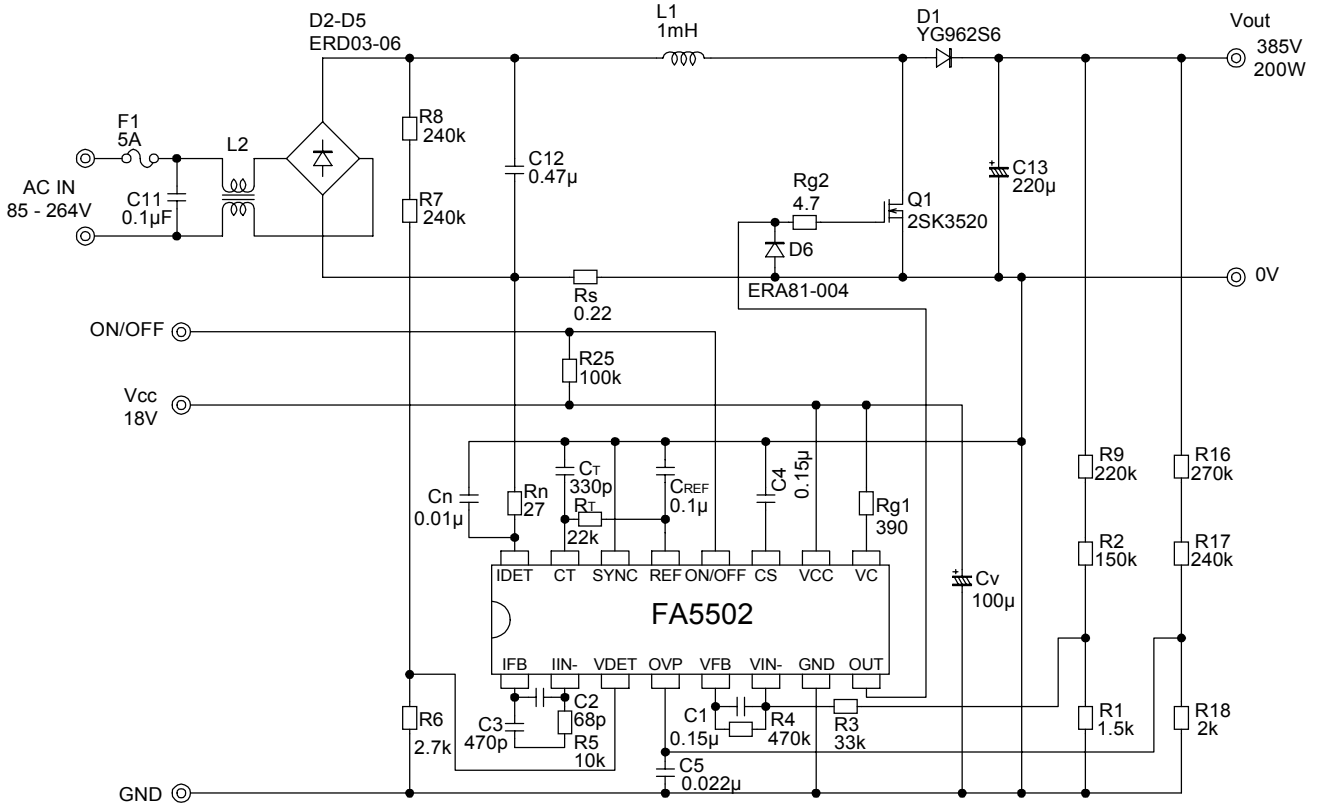 D2-D5
ERD03-06
L1
1mH
D1
YG962S6
Vout
385V
200W
F1
5A
L2
R8
240k
C12
0.47µ
C13
220µ
AC IN
85 - 264V
C11
0.1µF
R7
240k
Rg2
4.7
Q1
2SK3520
D6
ERA81-004
Rs
0.22
0V
ON/OFF
R25
100k
Vcc
18V
Cn
0.01µ
Rn
27
CT
330p
RT
22k
CREF
0.1µ
C4
0.15µ
Rg1
390
R9
220k
R16
270k
R2
150k
R17
240k
IDET CT SYNC REF ON/OFF CS VCC VC
FA5502
Cv
100µ
IFB IIN- VDET OVP VFB VIN- GND OUT
R6
2.7k
C3
470p
C2
68p
R5
10k
C1
0.15µ
R4
470k
R3
33k
R1
1.5k
R18
2k
C5
0.022µ
GND